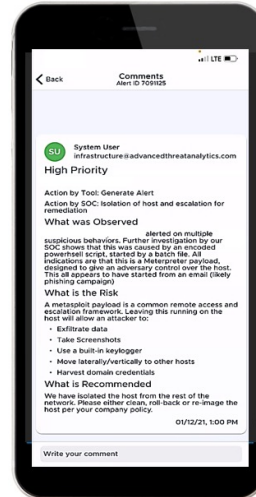 LTE
Back
Comments
Alert ID 7091125
SU
System User
infrastructure@advancedthreatanalytics.com
High Priority
Action by Tool: Generate Alert
Action by SOC: Isolation of host and escalation for
remediation
What was Observed
alerted on multiple
suspicious behaviors. Further investigation by our
SOC shows that this was caused by an encoded
powerhsell script, started by a batch file. All
indications are that this is a Meterpreter payload,
designed to give an adversary control over the host.
This all appears to have started from an email (likely
phishing campaign)
What is the Risk
A metasploit payload is a common remote access and
escalation framework. Leaving this running on the
host will allow an attacker to:
• Exfiltrate data
• Take Screenshots
• Use a built-in keylogger
• Move laterally/vertically to other hosts
• Harvest domain credentials
What is Recommended
We have isolated the host from the rest of the
network. Please either clean, roll-back or re-image the
host per your company policy.
01/12/21, 1:00 PM
Write your comment